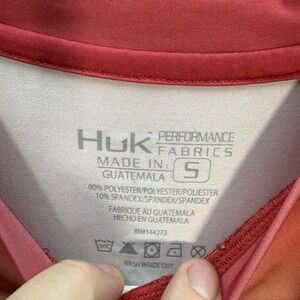 HUK PERFORMANCE
FABRICS
MADE IN: S
GUATEMALA
90% POLYESTER/POLYESTER/POLIESTER
10% SPANDEX/SPANDEX/SPANDEX
FABRIQUE AU GUATEMALA
HECHO EN GUATEMALA
RN#144273
WASH INSIDE OUT